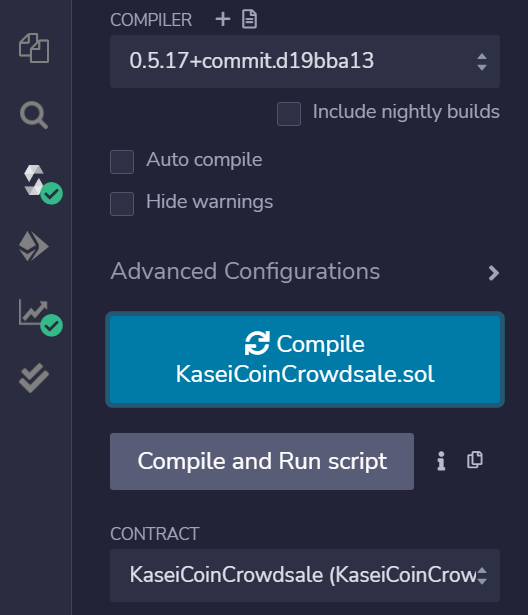 COMPILER
0.5.17+commit.d19bba13
Include nightly builds
Auto compile
Hide warnings
Advanced Configurations
Compile
KaseiCoinCrowdsale.sol
Compile and Run script
CONTRACT
KaseiCoinCrowdsale (KaseiCoinCrow